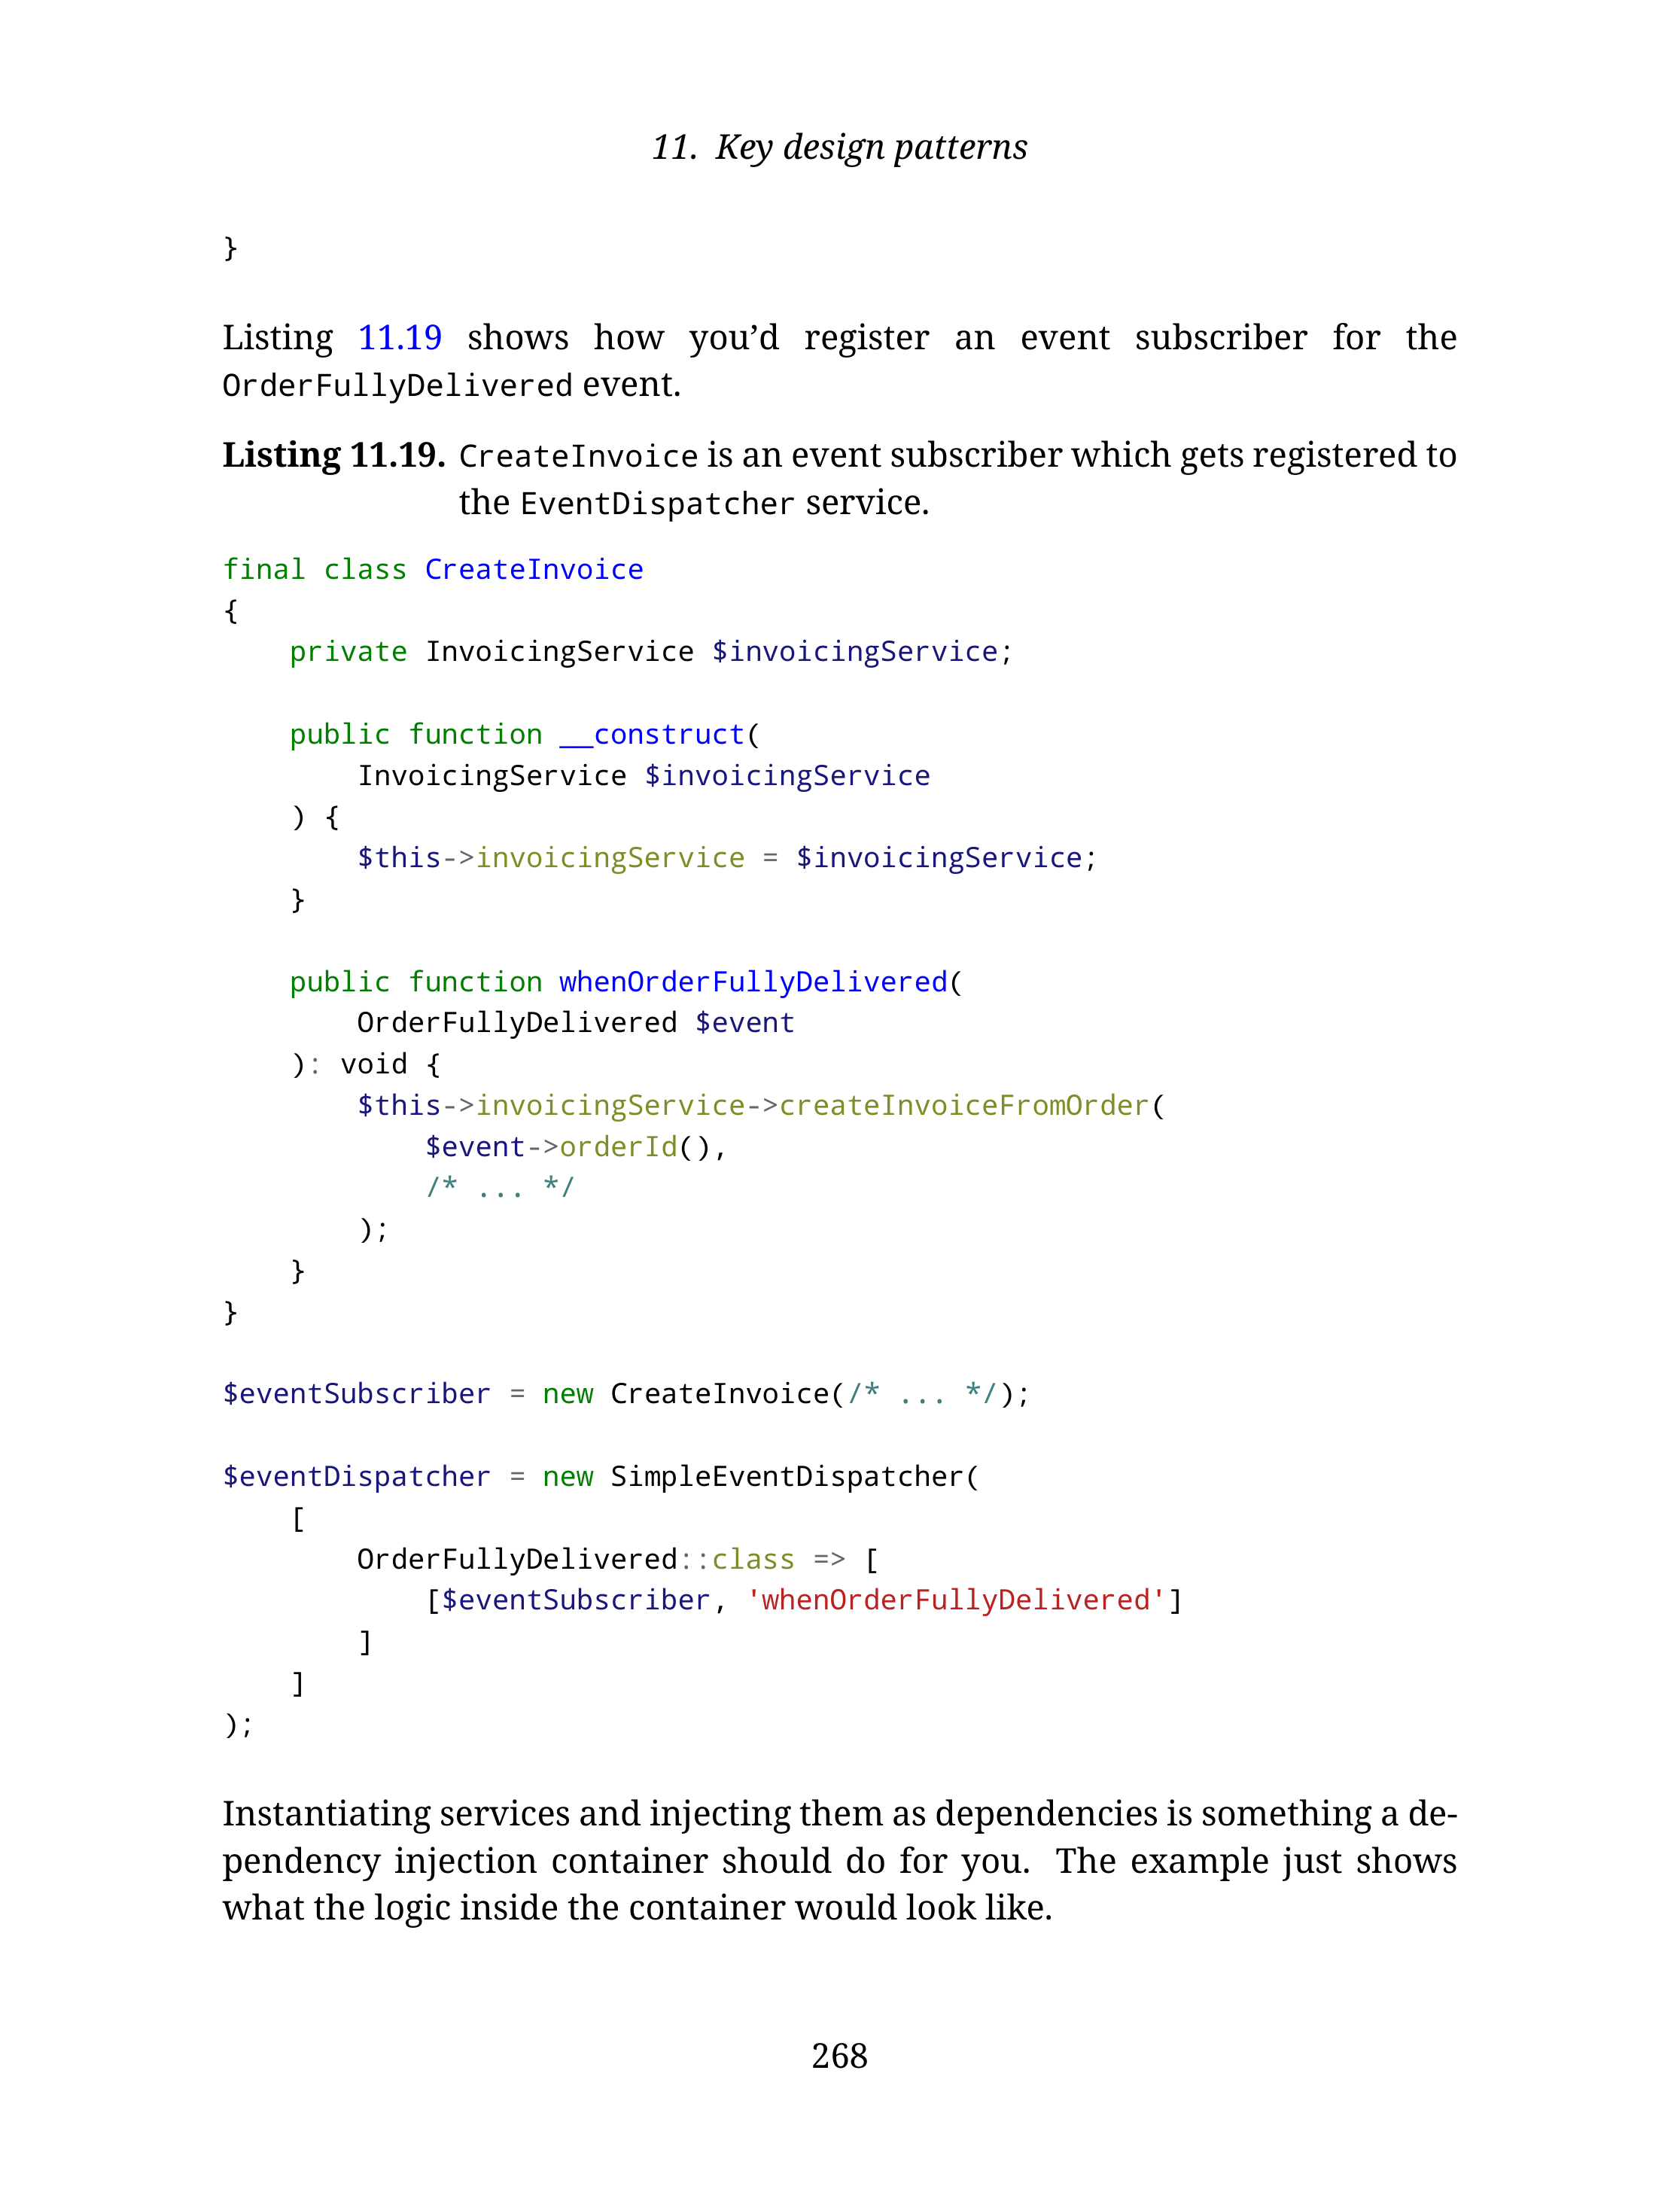 11. Key design patterns
}
Listing 11.19 shows how you’d register an event subscriber for the
OrderFullyDelivered event.
Listing 11.19. CreateInvoice is an event subscriber which gets registered to
the EventDispatcher service.
final class CreateInvoice
{
    private InvoicingService $invoicingService;

    public function __construct(
        InvoicingService $invoicingService
    ) {
        $this->invoicingService = $invoicingService;
    }

    public function whenOrderFullyDelivered(
        OrderFullyDelivered $event
    ): void {
        $this->invoicingService->createInvoiceFromOrder(
            $event->orderId(),
            /* ... */
        );
    }
}

$eventSubscriber = new CreateInvoice(/* ... */);

$eventDispatcher = new SimpleEventDispatcher(
    [
        OrderFullyDelivered::class => [
            [$eventSubscriber, 'whenOrderFullyDelivered']
        ]
    ]
);
Instantiating services and injecting them as dependencies is something a de-
pendency injection container should do for you. The example just shows
what the logic inside the container would look like.
268